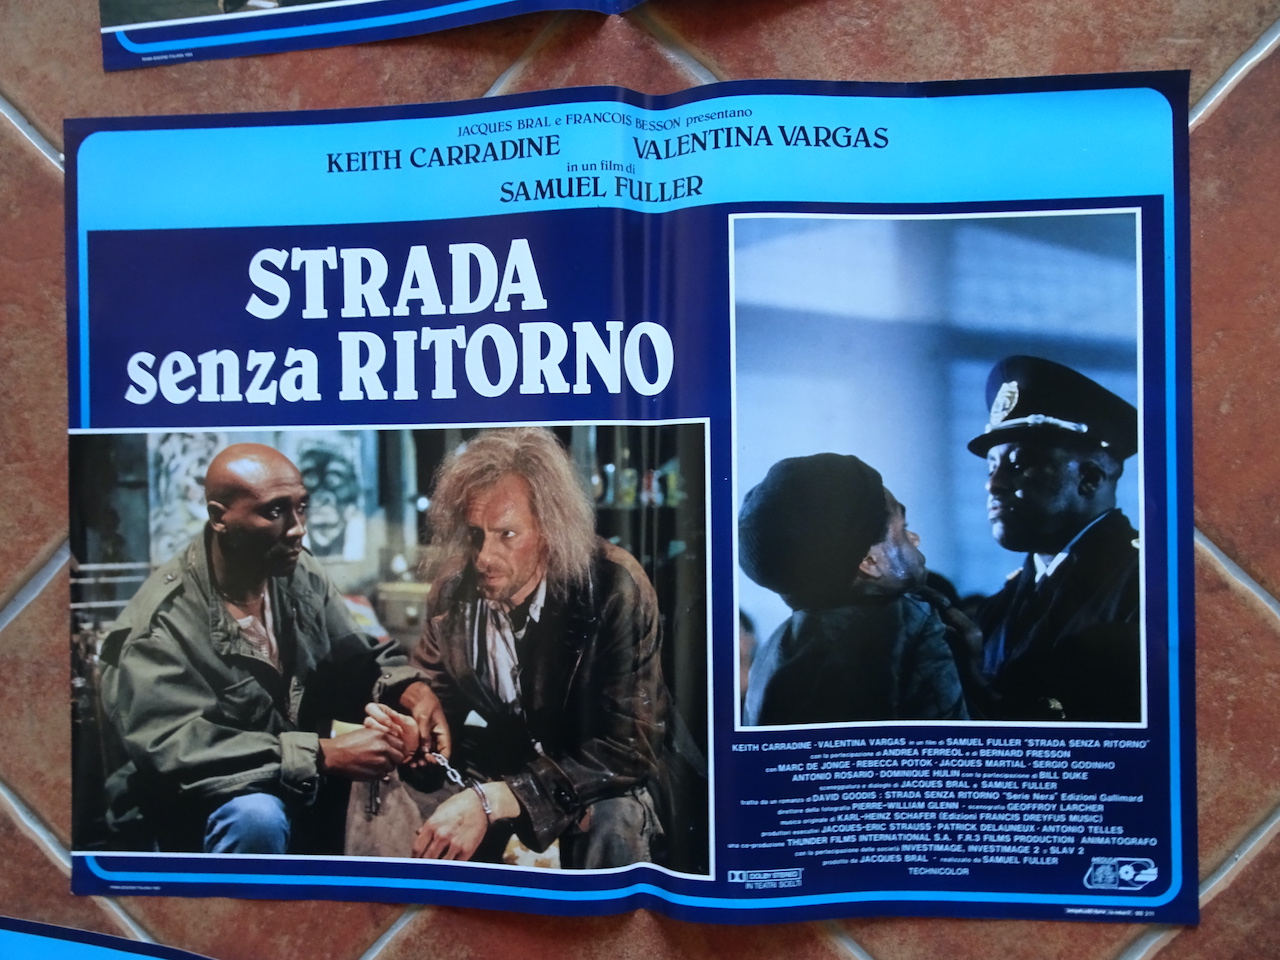 JACQUES BRAL e FRANCOIS BESSON presentano
KEITH CARRADINE VALENTINA VARGAS
in un film di
SAMUEL FULLER
STRADA
senza RITORNO
KEITH CARRADINE - VALENTINA VARGAS in un film di SAMUEL FULLER "STRADA SENZA RITORNO"
con la partecipazione di ANDREA FERREOL e di BERNARD FRESSON
con MARC DE JONGE · REBECCA POTOK · JACQUES MARTIAL · SERGIO GODINHO
ANTONIO ROSARIO · DOMINIQUE HULIN con la partecipazione di BILL DUKE
sceneggiatura e dialoghi di JACQUES BRAL e SAMUEL FULLER
tratto da un romanzo di DAVID GOODIS: STRADA SENZA RITORNO "Serie Nera" Edizioni Gallimard
direttore della fotografia PIERRE-WILLIAM GLENN · scenografia GEOFFROY LARCHER
musica originale di KARL-HEINZ SCHAFER (Edizioni FRANCIS DREYFUS MUSIC)
produttori esecutivi JACQUES-ERIC STRAUSS · PATRICK DELAUNEUX · ANTONIO TELLES
una co-produzione THUNDER FILMS INTERNATIONAL S.A. F.R.3 FILMS PRODUCTION ANIMATOGRAFO
con la partecipazione delle società INVESTIMAGE, INVESTIMAGE 2 e SLAV 2
prodotto da JACQUES BRAL - realizzato da SAMUEL FULLER
DOLBY STEREO
IN TEATRI SCELTI
TECHNICOLOR
MEDUSA